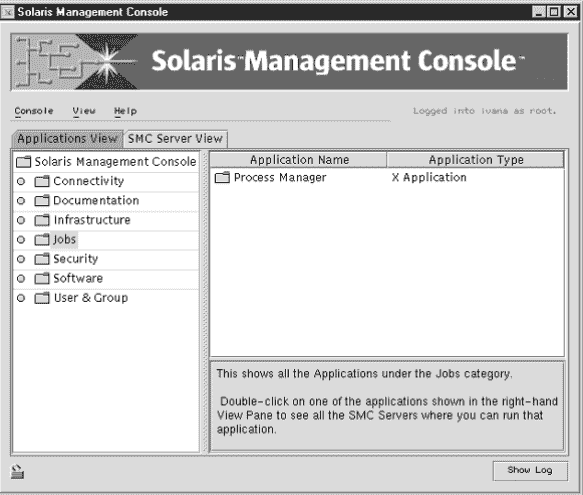 Solaris Management Console
Solaris™Management Console™
Console View Help Logged into ivana as root.
Applications View SMC Server View
Solaris Management Console
Connectivity
Documentation
Infrastructure
Jobs
Security
Software
User & Group
Application Name Application Type
Process Manager X Application
This shows all the Applications under the Jobs category.
Double-click on one of the applications shown in the right-hand
View Pane to see all the SMC Servers where you can run that
application.
Show Log